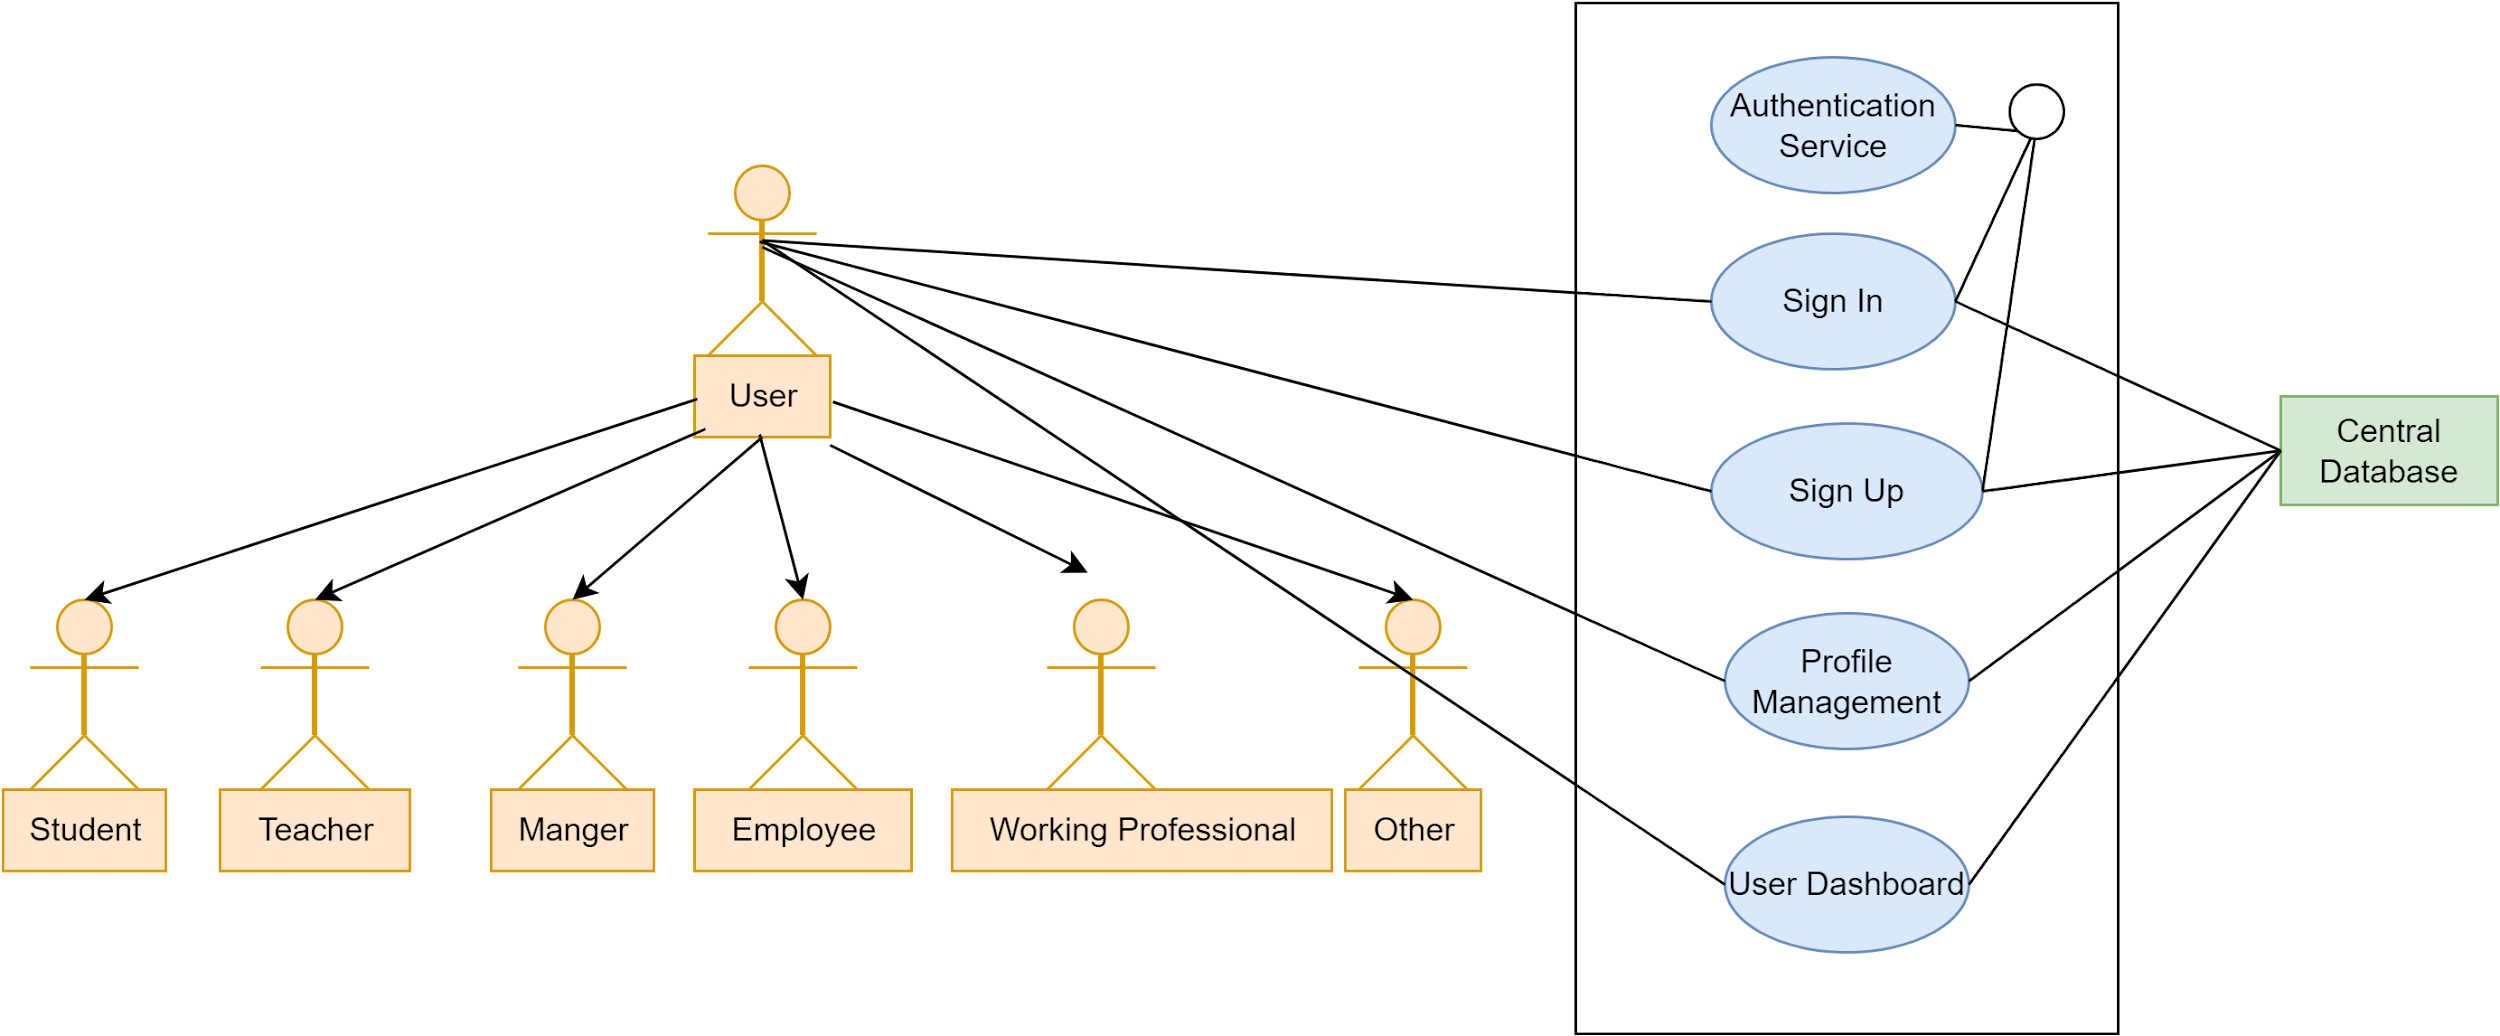 Authentication
Service
Sign In
User
Central
Database
Sign Up
Profile
Management
Student
Teacher
Manger
Employee
Working Professional
Other
User Dashboard